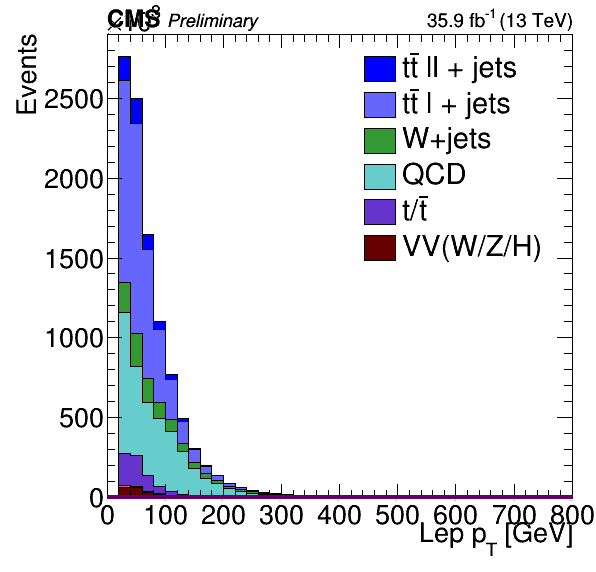 CMS Preliminary 35.9 fb⁻¹ (13 TeV)
Events
tt̄ ll + jets
tt̄ l + jets
W+jets
QCD
t/t̄
VV(W/Z/H)
2500
2000
1500
1000
500
0
0 100 200 300 400 500 600 700 800
Lep p_T [GeV]